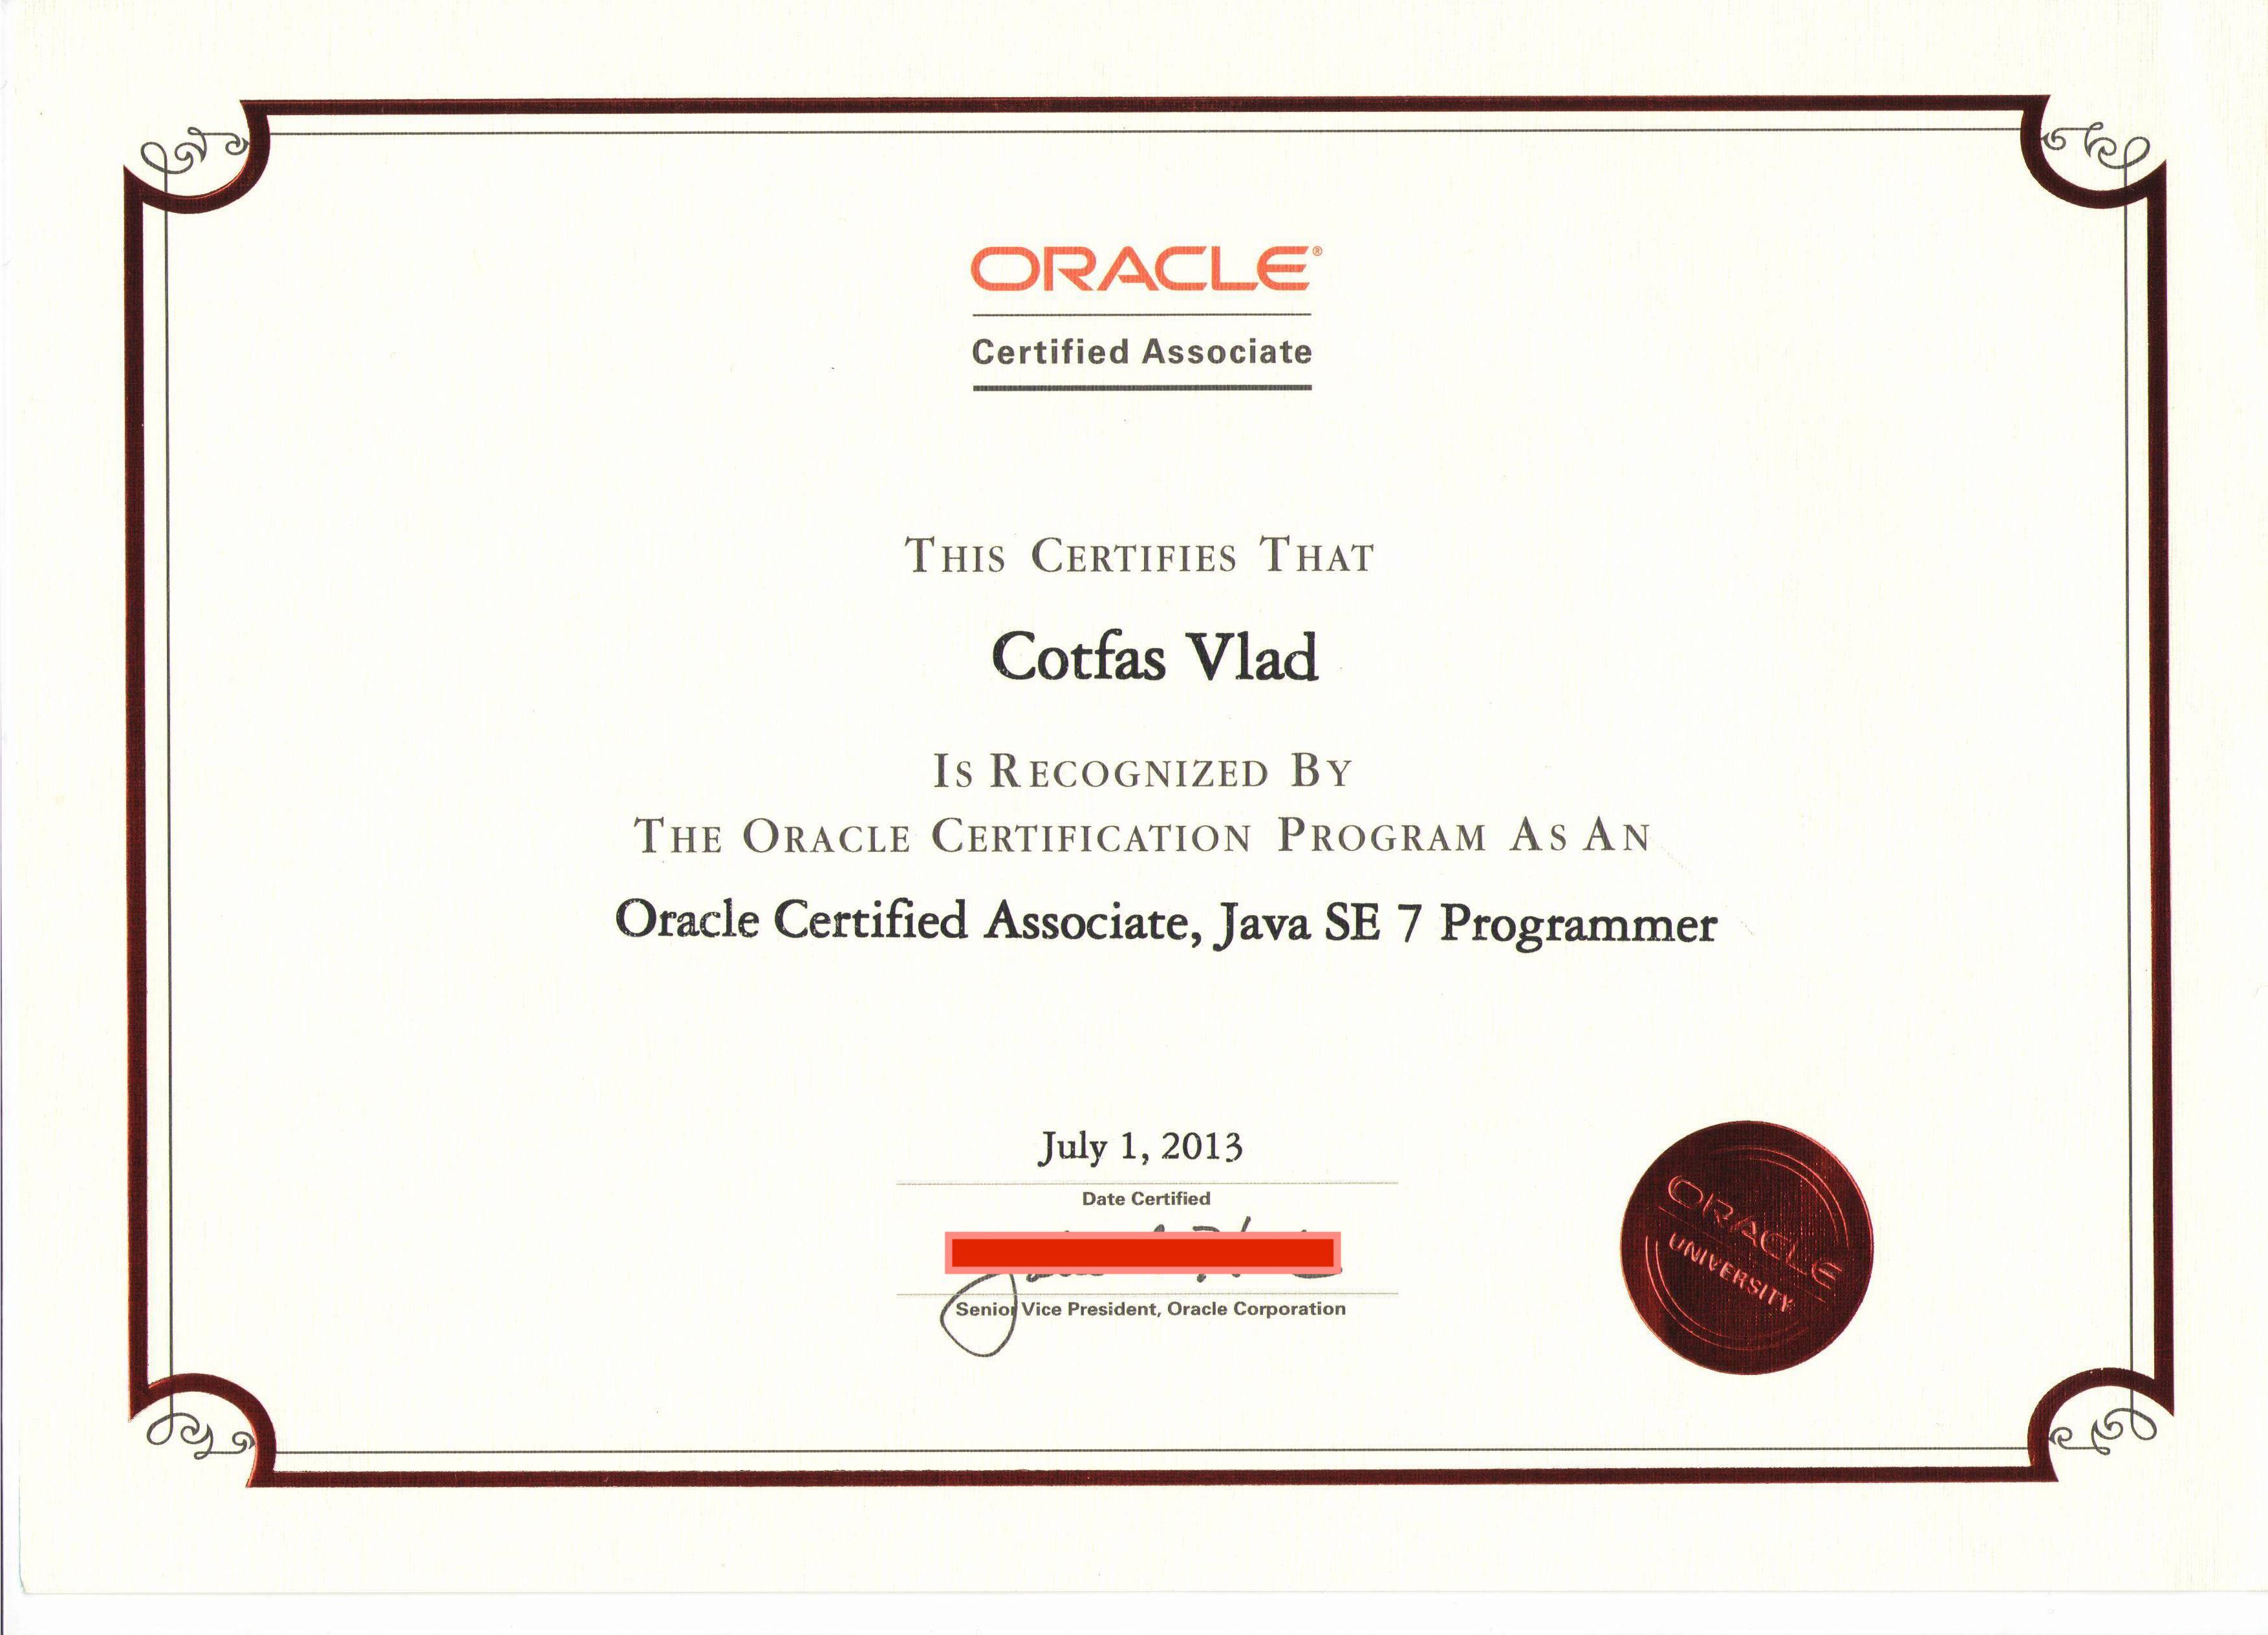 ORACLE®
Certified Associate
THIS CERTIFIES THAT
Cotfas Vlad
IS RECOGNIZED BY
THE ORACLE CERTIFICATION PROGRAM AS AN
Oracle Certified Associate, Java SE 7 Programmer
July 1, 2013
Date Certified
Senior Vice President, Oracle Corporation
ORACLE
UNIVERSITY